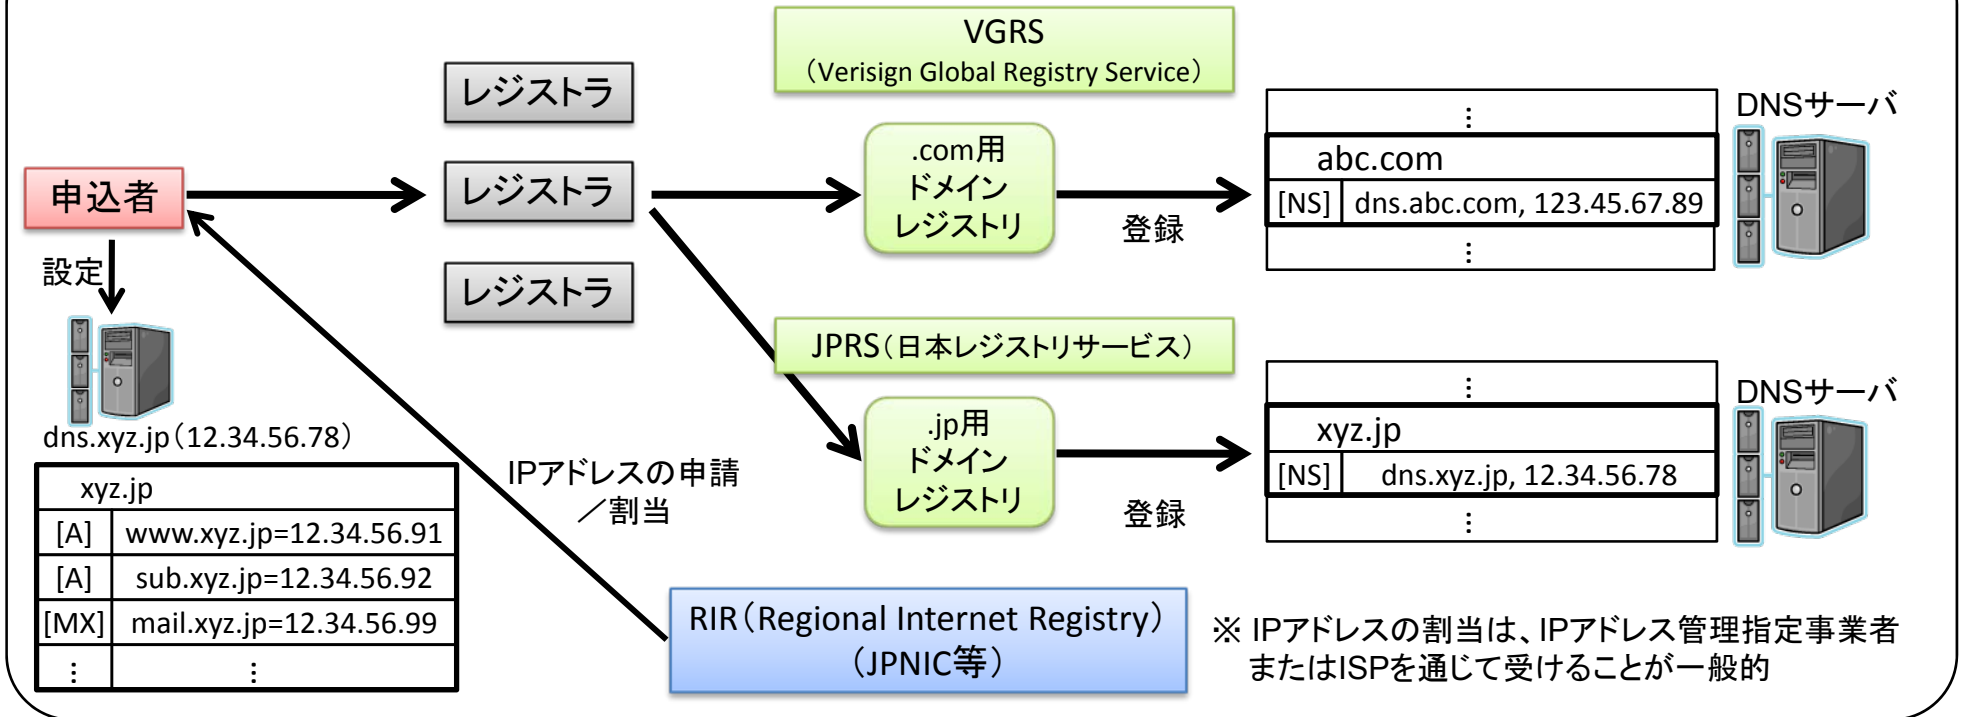 VGRS
（Verisign Global Registry Service）
レジストラ
レジストラ
レジストラ
申込者
設定
dns.xyz.jp（12.34.56.78）
xyz.jp
[A] www.xyz.jp=12.34.56.91
[A] sub.xyz.jp=12.34.56.92
[MX] mail.xyz.jp=12.34.56.99
⋮ ⋮
IPアドレスの申請
／割当
.com用
ドメイン
レジストリ
登録
⋮
abc.com
[NS] dns.abc.com, 123.45.67.89
⋮
DNSサーバ
JPRS（日本レジストリサービス）
.jp用
ドメイン
レジストリ
登録
⋮
xyz.jp
[NS] dns.xyz.jp, 12.34.56.78
⋮
DNSサーバ
RIR（Regional Internet Registry）
（JPNIC等）
※ IPアドレスの割当は、IPアドレス管理指定事業者
またはISPを通じて受けることが一般的